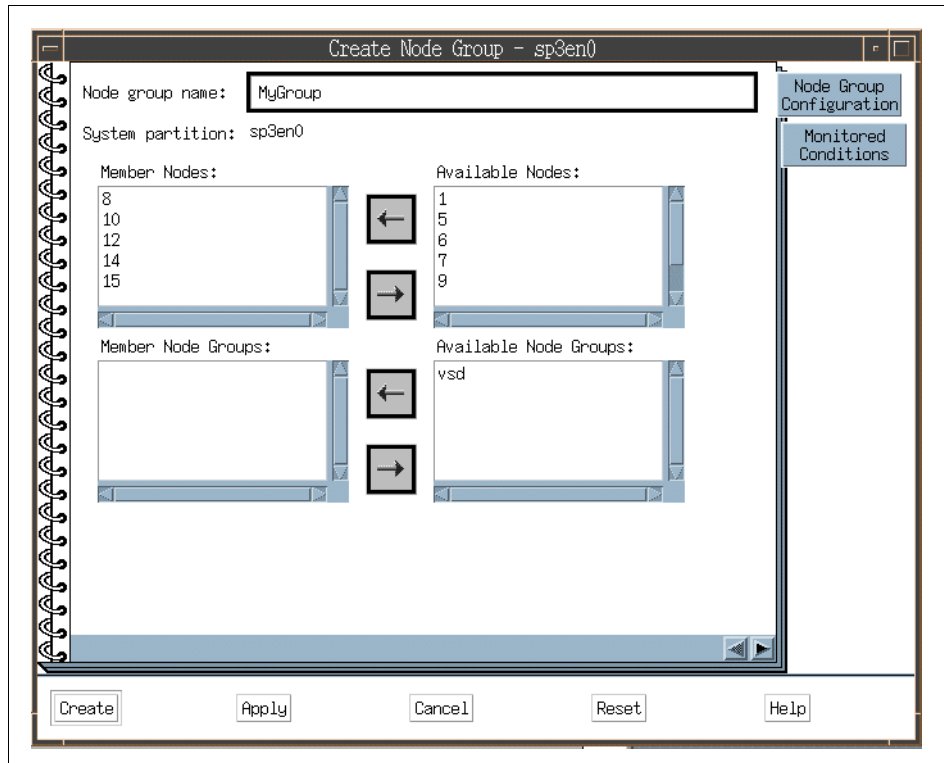 Create Node Group - sp3en0
Node group name: MyGroup
System partition: sp3en0
Member Nodes:
8
10
12
14
15
Available Nodes:
1
5
6
7
9
Member Node Groups:
Available Node Groups:
vsd
Node Group
Configuration
Monitored
Conditions
Create Apply Cancel Reset Help